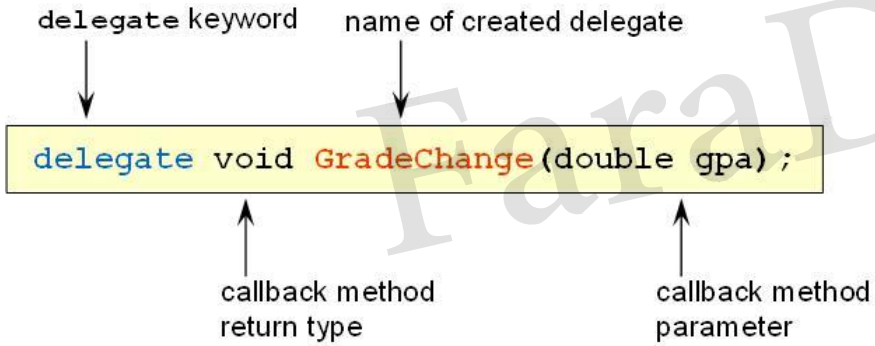 delegate keyword
name of created delegate
delegate void GradeChange(double gpa);
callback method
return type
callback method
parameter